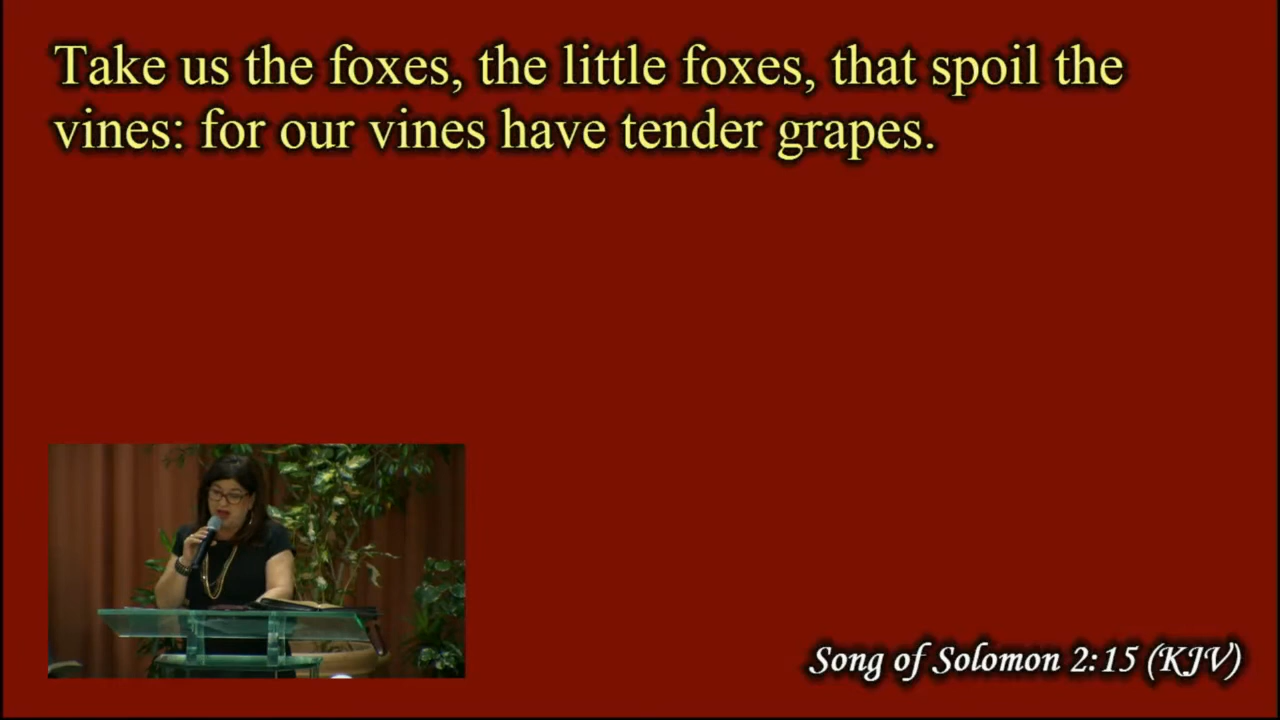 Take us the foxes, the little foxes, that spoil the
vines: for our vines have tender grapes.
Song of Solomon 2:15 (KJV)